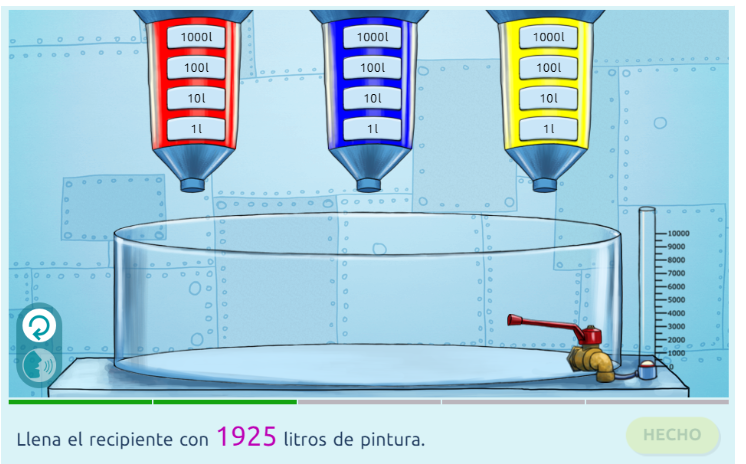 1000l 1000l 1000l
100l 100l 100l
10l 10l 10l
1l 1l 1l
10000
9000
8000
7000
6000
5000
4000
3000
2000
1000
0
Llena el recipiente con 1925 litros de pintura.
HECHO